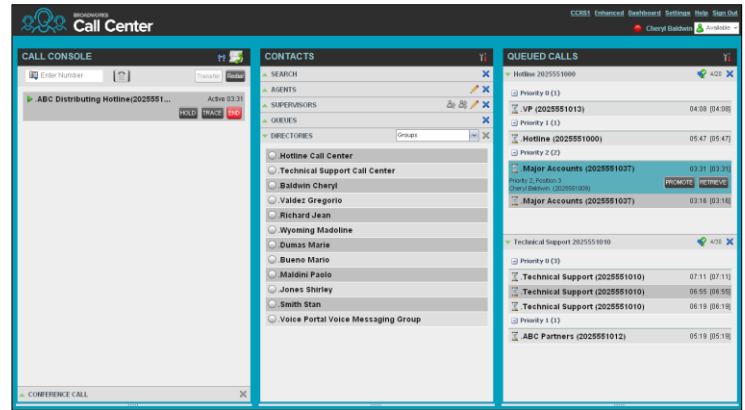 BROADWORKS
Call Center
CCRS1 Enhanced Dashboard Settings Help Sign Out
Cheryl Baldwin Available
CALL CONSOLE
Enter Number Transfer Redial
.ABC Distributing Hotline(2025551... Active 03:31
HOLD TRACE END
CONFERENCE CALL
CONTACTS
SEARCH
AGENTS
SUPERVISORS
QUEUES
DIRECTORIES Groups
.Hotline Call Center
.Technical Support Call Center
.Baldwin Cheryl
.Valdez Gregorio
.Richard Jean
.Wyoming Madoline
.Dumas Marie
.Bueno Mario
.Maldini Paolo
.Jones Shirley
.Smith Stan
.Voice Portal Voice Messaging Group
QUEUED CALLS
Hotline 2025551000 4/20
Priority 0 (1)
.VP (2025551013) 04:08 [04:08]
Priority 1 (1)
.Hotline (2025551000) 05:47 [05:47]
Priority 2 (2)
.Major Accounts (2025551037) 03:31 [03:31]
Priority 2, Position 3
Cheryl Baldwin (2025551009)
PROMOTE RETRIEVE
.Major Accounts (2025551037) 03:16 [03:16]
Technical Support 2025551010 4/30
Priority 0 (3)
.Technical Support (2025551010) 07:11 [07:11]
.Technical Support (2025551010) 06:55 [06:55]
.Technical Support (2025551010) 06:19 [06:19]
Priority 1 (1)
.ABC Partners (2025551012) 05:19 [05:19]